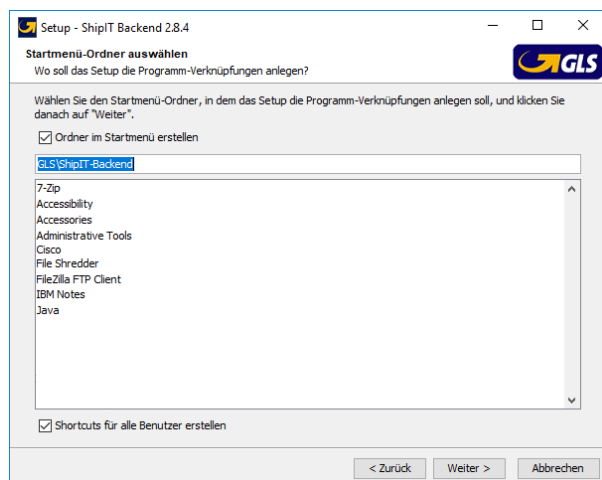 Setup - ShipIT Backend 2.8.4
Startmenü-Ordner auswählen
Wo soll das Setup die Programm-Verknüpfungen anlegen?
GLS
Wählen Sie den Startmenü-Ordner, in dem das Setup die Programm-Verknüpfungen anlegen soll, und klicken Sie
danach auf "Weiter".
Ordner im Startmenü erstellen
GLS\ShipIT-Backend
7-Zip
Accessibility
Accessories
Administrative Tools
Cisco
File Shredder
FileZilla FTP Client
IBM Notes
Java
Shortcuts für alle Benutzer erstellen
< Zurück Weiter > Abbrechen